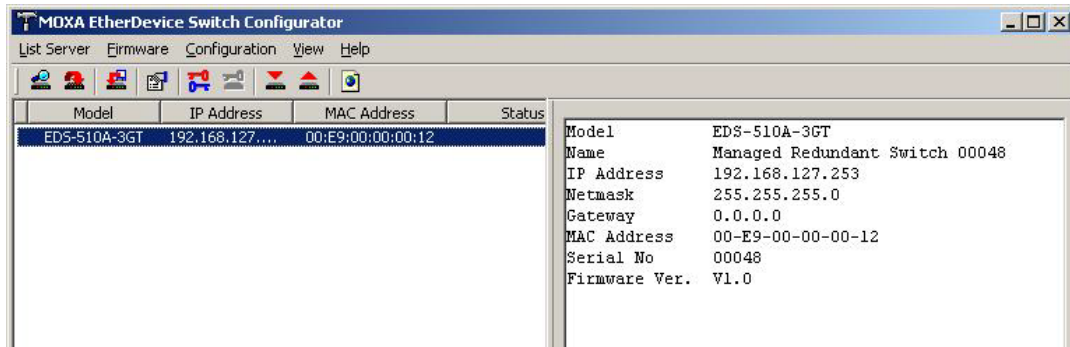 MOXA EtherDevice Switch Configurator
List Server Firmware Configuration View Help
Model IP Address MAC Address Status
EDS-510A-3GT 192.168.127.... 00:E9:00:00:00:12
Model EDS-510A-3GT
Name Managed Redundant Switch 00048
IP Address 192.168.127.253
Netmask 255.255.255.0
Gateway 0.0.0.0
MAC Address 00-E9-00-00-00-12
Serial No 00048
Firmware Ver. V1.0